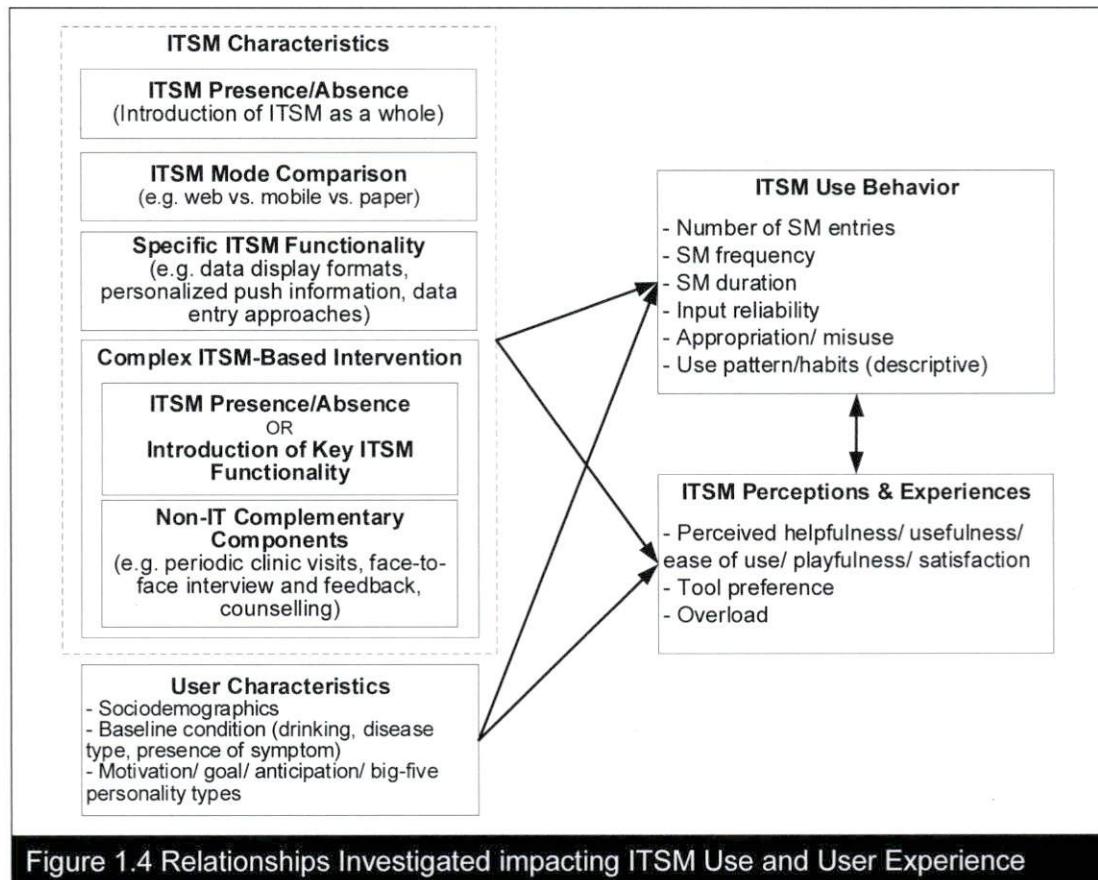 ITSM Characteristics
ITSM Presence/Absence
(Introduction of ITSM as a whole)
ITSM Mode Comparison
(e.g. web vs. mobile vs. paper)
Specific ITSM Functionality
(e.g. data display formats,
personalized push information, data
entry approaches)
Complex ITSM-Based Intervention
ITSM Presence/Absence
OR
Introduction of Key ITSM
Functionality
Non-IT Complementary
Components
(e.g. periodic clinic visits, face-to-
face interview and feedback,
counselling)
User Characteristics
- Sociodemographics
- Baseline condition (drinking, disease
type, presence of symptom)
- Motivation/ goal/ anticipation/ big-five
personality types
ITSM Use Behavior
- Number of SM entries
- SM frequency
- SM duration
- Input reliability
- Appropriation/ misuse
- Use pattern/habits (descriptive)
ITSM Perceptions & Experiences
- Perceived helpfulness/ usefulness/
ease of use/ playfulness/ satisfaction
- Tool preference
- Overload
Figure 1.4 Relationships Investigated impacting ITSM Use and User Experience